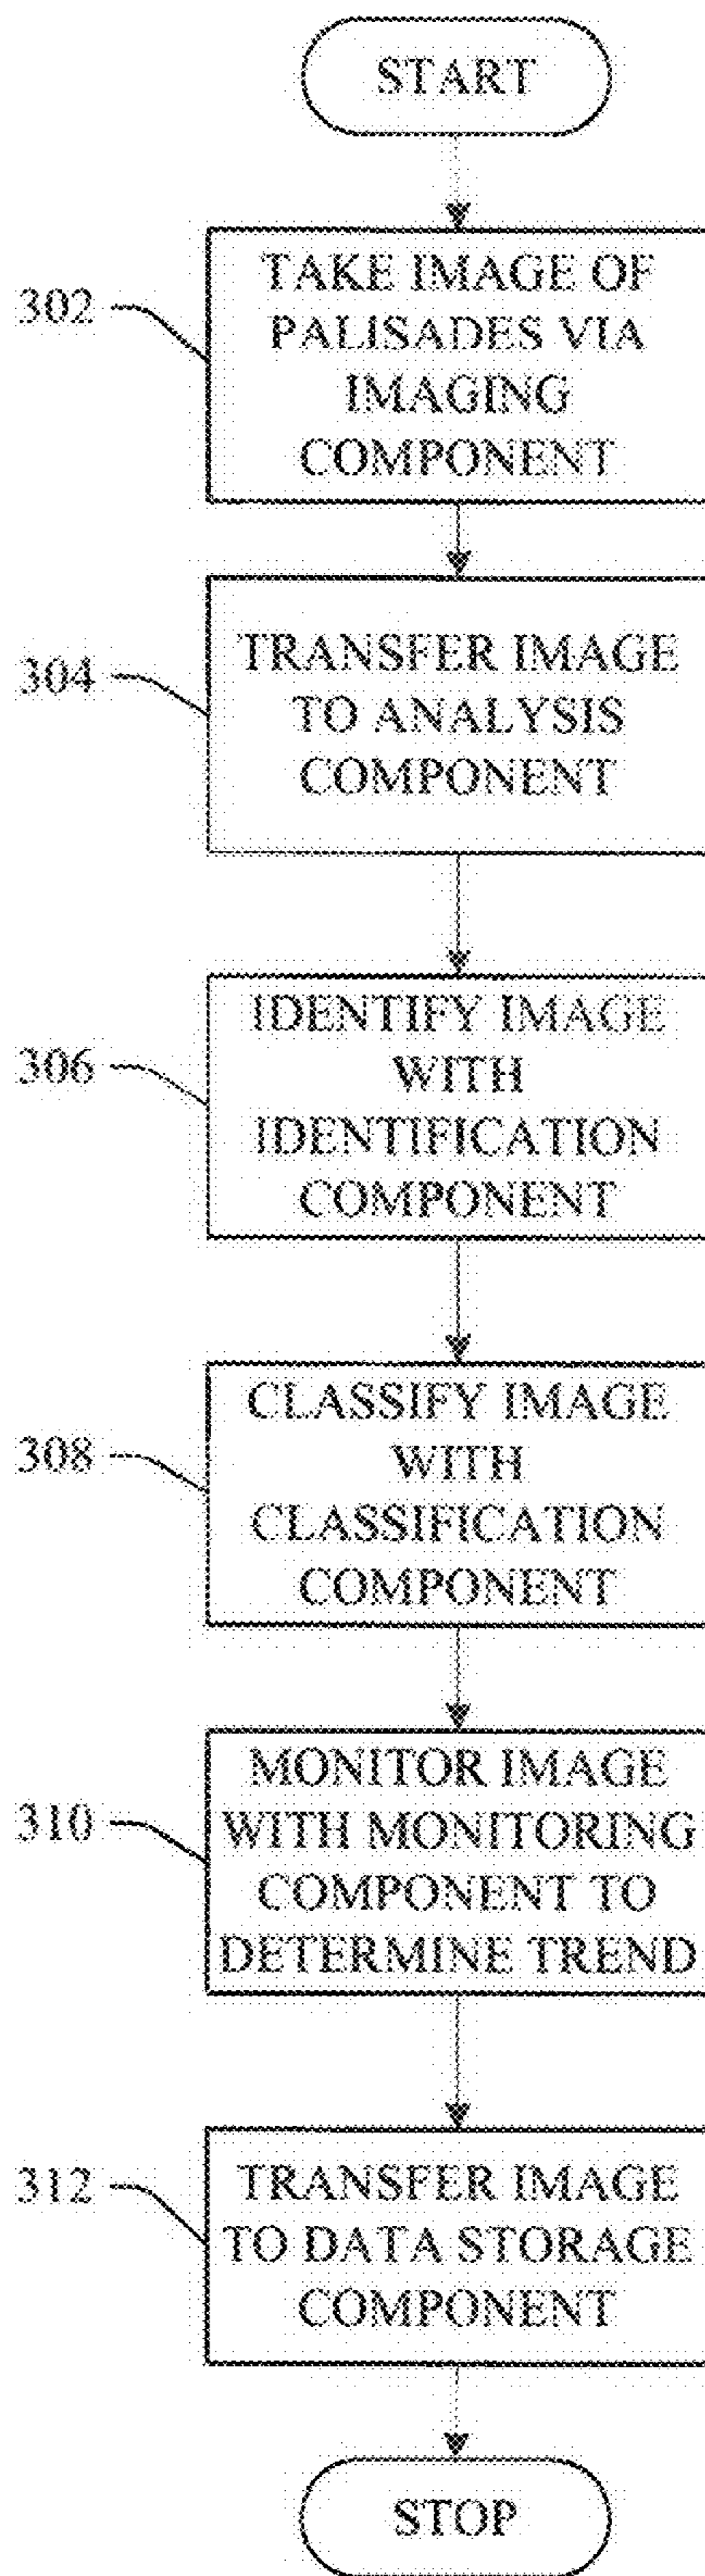 START
302
TAKE IMAGE OF
PALISADES VIA
IMAGING
COMPONENT
304
TRANSFER IMAGE
TO ANALYSIS
COMPONENT
306
IDENTIFY IMAGE
WITH
IDENTIFICATION
COMPONENT
308
CLASSIFY IMAGE
WITH
CLASSIFICATION
COMPONENT
310
MONITOR IMAGE
WITH MONITORING
COMPONENT TO
DETERMINE TREND
312
TRANSFER IMAGE
TO DATA STORAGE
COMPONENT
STOP